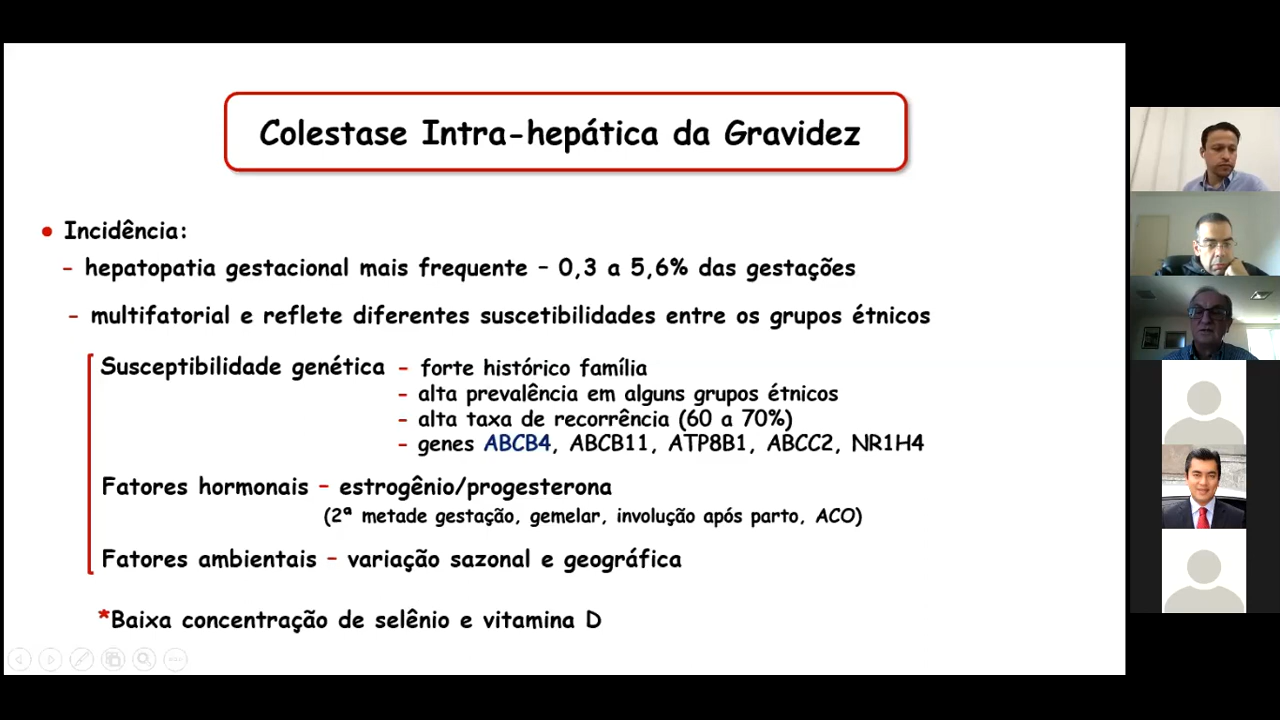 Colestase Intra-hepática da Gravidez
• Incidência:
– hepatopatia gestacional mais frequente – 0,3 a 5,6% das gestações
– multifatorial e reflete diferentes suscetibilidades entre os grupos étnicos
Susceptibilidade genética – forte histórico família
– alta prevalência em alguns grupos étnicos
– alta taxa de recorrência (60 a 70%)
– genes ABCB4, ABCB11, ATP8B1, ABCC2, NR1H4
Fatores hormonais – estrogênio/progesterona
(2ª metade gestação, gemelar, involução após parto, ACO)
Fatores ambientais – variação sazonal e geográfica
*Baixa concentração de selênio e vitamina D